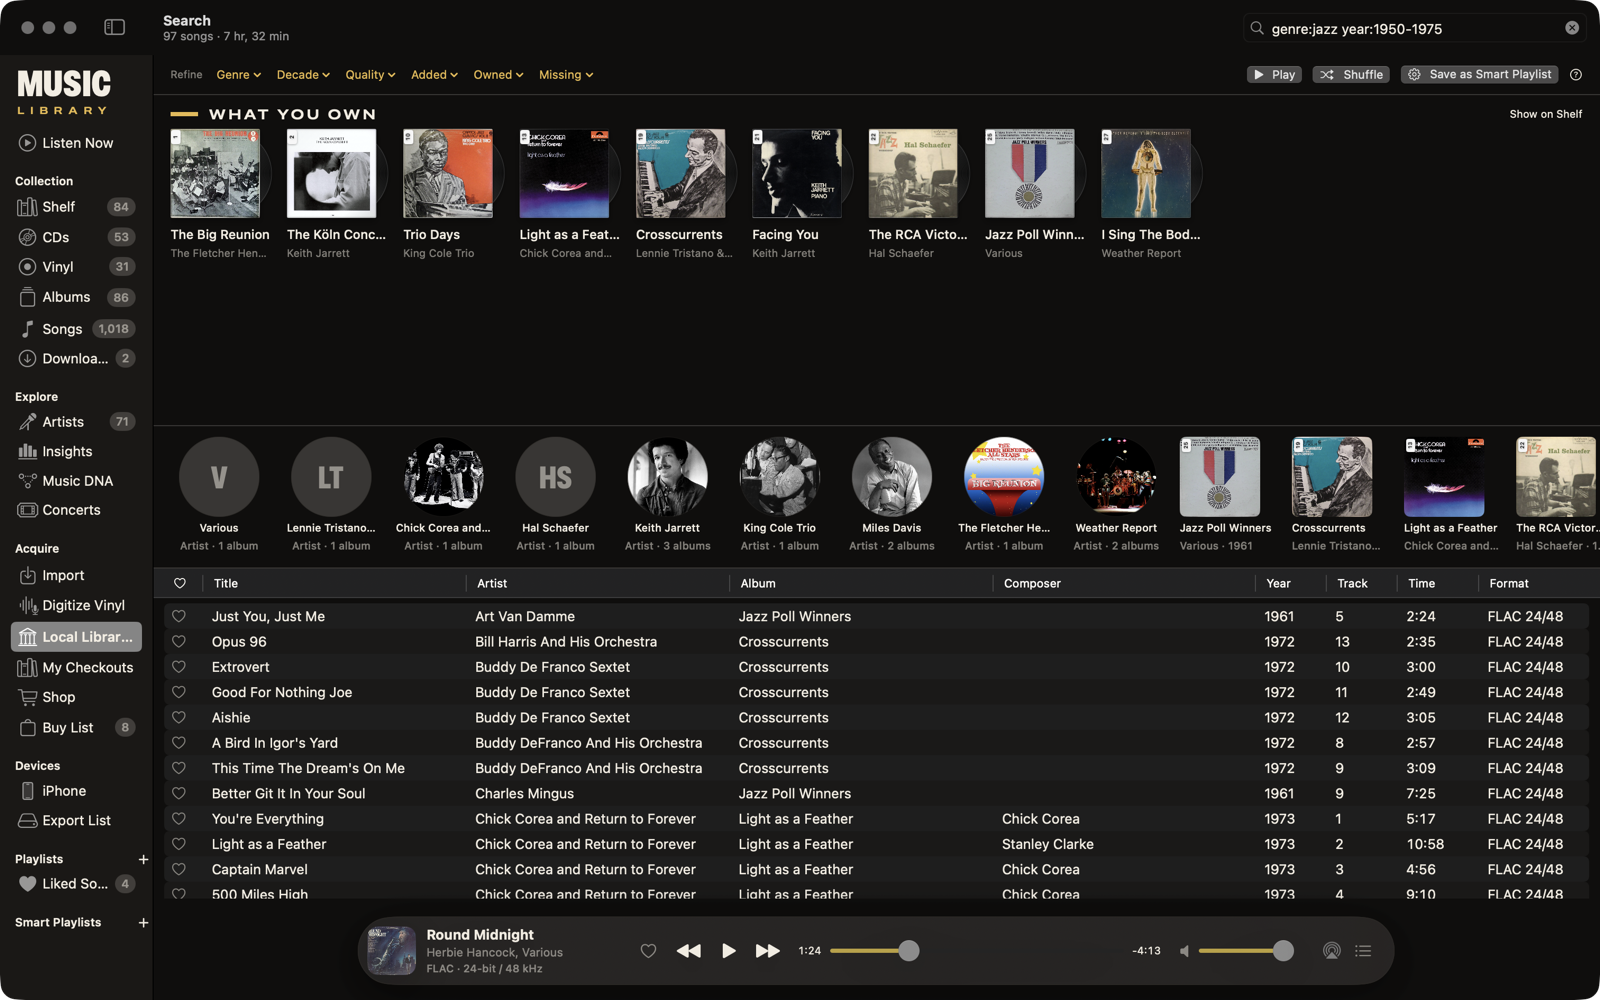 Search
97 songs · 7 hr, 32 min
genre:jazz year:1950-1975
MUSIC
LIBRARY
Refine Genre Decade Quality Added Owned Missing
Play Shuffle Save as Smart Playlist
Listen Now
Collection
Shelf 84
CDs 53
Vinyl 31
Albums 86
Songs 1,018
Downloa... 2
Explore
Artists 71
Insights
Music DNA
Concerts
Acquire
Import
Digitize Vinyl
Local Librar...
My Checkouts
Shop
Buy List 8
Devices
iPhone
Export List
Playlists +
Liked So... 4
Smart Playlists +
WHAT YOU OWN
Show on Shelf
The Big Reunion
The Fletcher Hen...
The Köln Conc...
Keith Jarrett
Trio Days
King Cole Trio
Light as a Feat...
Chick Corea and...
Crosscurrents
Lennie Tristano &...
FACING
YOU
KEITH
JARRETT
PIANO
Facing You
Keith Jarrett
Hal Schaefer
The RCA Victo...
Hal Schaefer
JAZZ POLL WINNERS
Jazz Poll Winn...
Various
I Sing The Bod...
Weather Report
V
Various
Artist · 1 album
LT
Lennie Tristano...
Artist · 1 album
Chick Corea and...
Artist · 1 album
HS
Hal Schaefer
Artist · 1 album
Keith Jarrett
Artist · 3 albums
King Cole Trio
Artist · 1 album
Miles Davis
Artist · 2 albums
BIG REUNION
The Fletcher He...
Artist · 1 album
Weather Report
Artist · 2 albums
Jazz Poll Winners
Various · 1961
Crosscurrents
Lennie Tristano...
Light as a Feather
Chick Corea and...
The RCA Victor...
Hal Schaefer · 1...
Title Artist Album Composer Year Track Time Format
Just You, Just Me Art Van Damme Jazz Poll Winners 1961 5 2:24 FLAC 24/48
Opus 96 Bill Harris And His Orchestra Crosscurrents 1972 13 2:35 FLAC 24/48
Extrovert Buddy De Franco Sextet Crosscurrents 1972 10 3:00 FLAC 24/48
Good For Nothing Joe Buddy De Franco Sextet Crosscurrents 1972 11 2:49 FLAC 24/48
Aishie Buddy De Franco Sextet Crosscurrents 1972 12 3:05 FLAC 24/48
A Bird In Igor's Yard Buddy DeFranco And His Orchestra Crosscurrents 1972 8 2:57 FLAC 24/48
This Time The Dream's On Me Buddy DeFranco And His Orchestra Crosscurrents 1972 9 3:09 FLAC 24/48
Better Git It In Your Soul Charles Mingus Jazz Poll Winners 1961 9 7:25 FLAC 24/48
You're Everything Chick Corea and Return to Forever Light as a Feather Chick Corea 1973 1 5:17 FLAC 24/48
Light as a Feather Chick Corea and Return to Forever Light as a Feather Stanley Clarke 1973 2 10:58 FLAC 24/48
Captain Marvel Chick Corea and Return to Forever Light as a Feather Chick Corea 1973 3 4:56 FLAC 24/48
500 Miles High Chick Corea and Return to Forever Light as a Feather Chick Corea 1973 4 9:10 FLAC 24/48
Round Midnight
Herbie Hancock, Various
FLAC · 24-bit / 48 kHz
1:24
-4:13